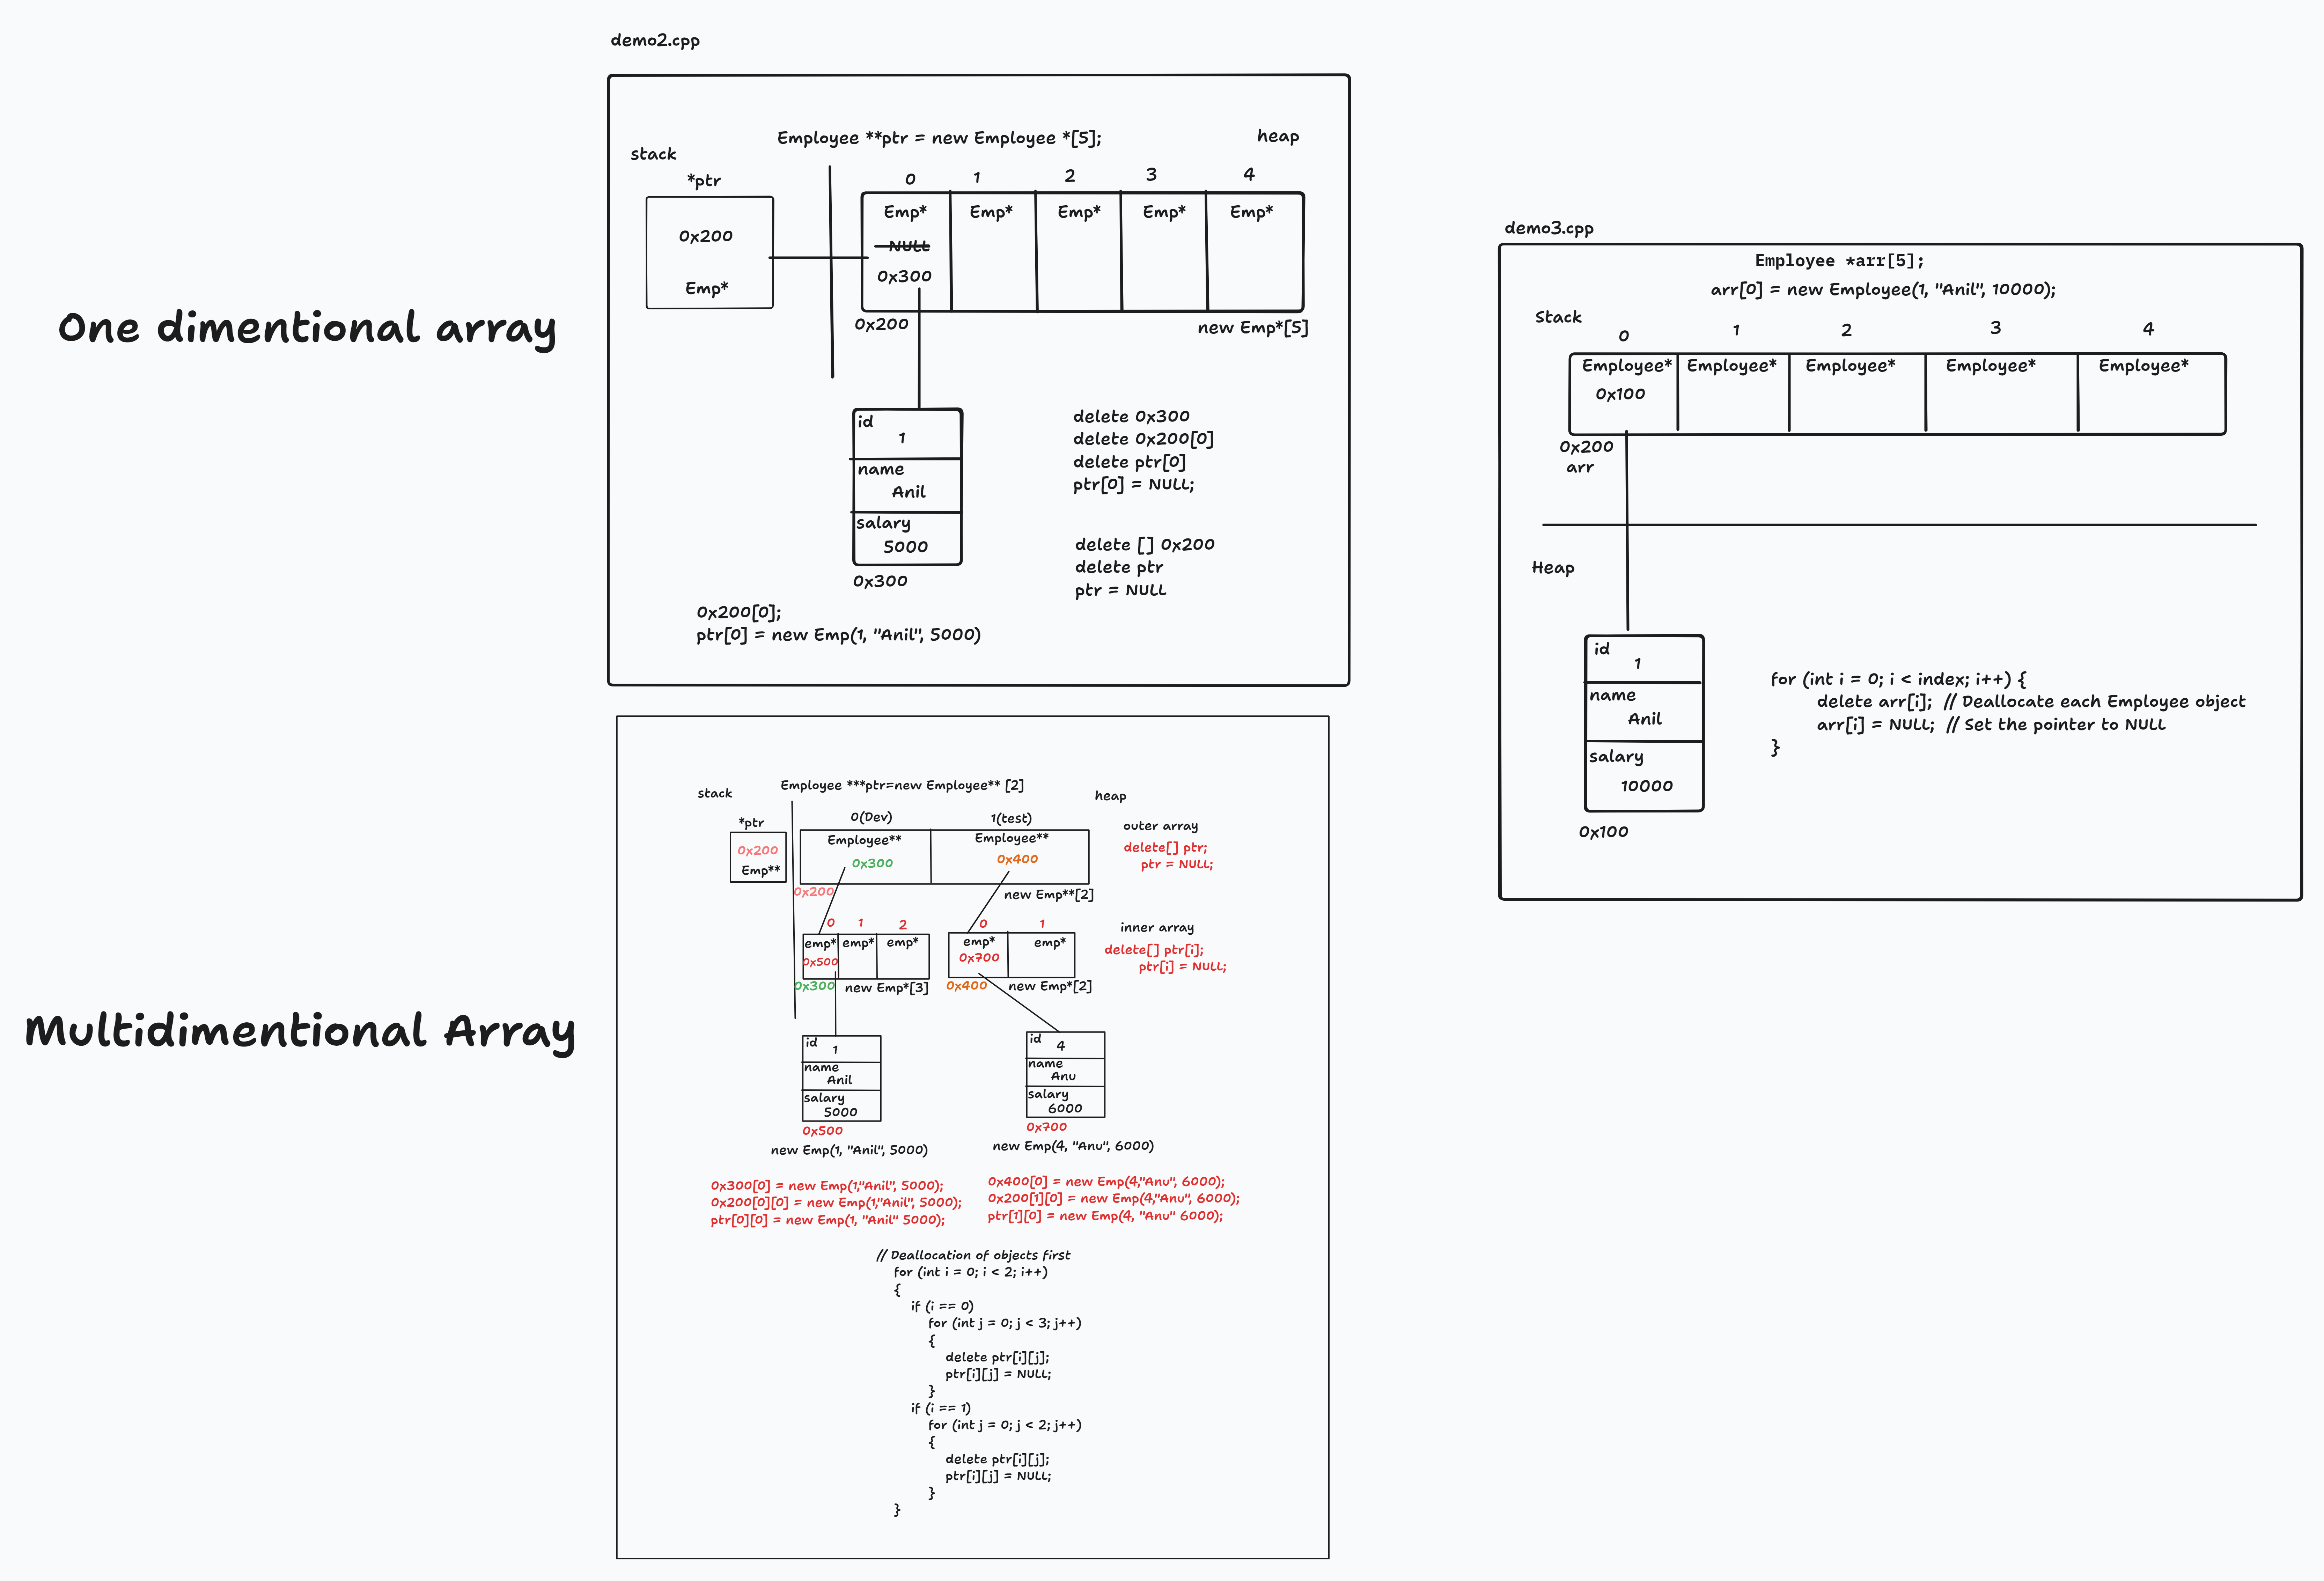 demo2.cpp
Employee **ptr = new Employee *[5];
heap
stack
*ptr
0 1 2 3 4
0x200
Emp*
Emp* Emp* Emp* Emp* Emp*
NULL
0x300
0x200
new Emp*[5]
One dimentional array
id
1
name
Anil
salary
5000
0x300
delete 0x300
delete 0x200[0]
delete ptr[0]
ptr[0] = NULL;
delete [] 0x200
delete ptr
ptr = NULL
0x200[0];
ptr[0] = new Emp(1, "Anil", 5000)
demo3.cpp
Employee *arr[5];
arr[0] = new Employee(1, "Anil", 10000);
Stack
0 1 2 3 4
Employee* Employee* Employee* Employee* Employee*
0x100
0x200
arr
Heap
id
1
name
Anil
salary
10000
0x100
for (int i = 0; i < index; i++) {
delete arr[i]; // Deallocate each Employee object
arr[i] = NULL; // Set the pointer to NULL
}
Multidimentional Array
Employee ***ptr=new Employee** [2]
stack
heap
*ptr
0x200
Emp**
0(Dev) 1(test)
Employee** Employee**
0x300 0x400
0x200
new Emp**[2]
outer array
delete[] ptr;
ptr = NULL;
0 1 2
emp* emp* emp*
0x500
0x300
new Emp*[3]
0 1
emp* emp*
0x700
0x400
new Emp*[2]
inner array
delete[] ptr[i];
ptr[i] = NULL;
id
1
name
Anil
salary
5000
0x500
new Emp(1, "Anil", 5000)
id
4
name
Anu
salary
6000
0x700
new Emp(4, "Anu", 6000)
0x300[0] = new Emp(1,"Anil", 5000);
0x200[0][0] = new Emp(1,"Anil", 5000);
ptr[0][0] = new Emp(1, "Anil" 5000);
0x400[0] = new Emp(4,"Anu", 6000);
0x200[1][0] = new Emp(4,"Anu", 6000);
ptr[1][0] = new Emp(4, "Anu" 6000);
// Deallocation of objects first
for (int i = 0; i < 2; i++)
{
if (i == 0)
for (int j = 0; j < 3; j++)
{
delete ptr[i][j];
ptr[i][j] = NULL;
}
if (i == 1)
for (int j = 0; j < 2; j++)
{
delete ptr[i][j];
ptr[i][j] = NULL;
}
}